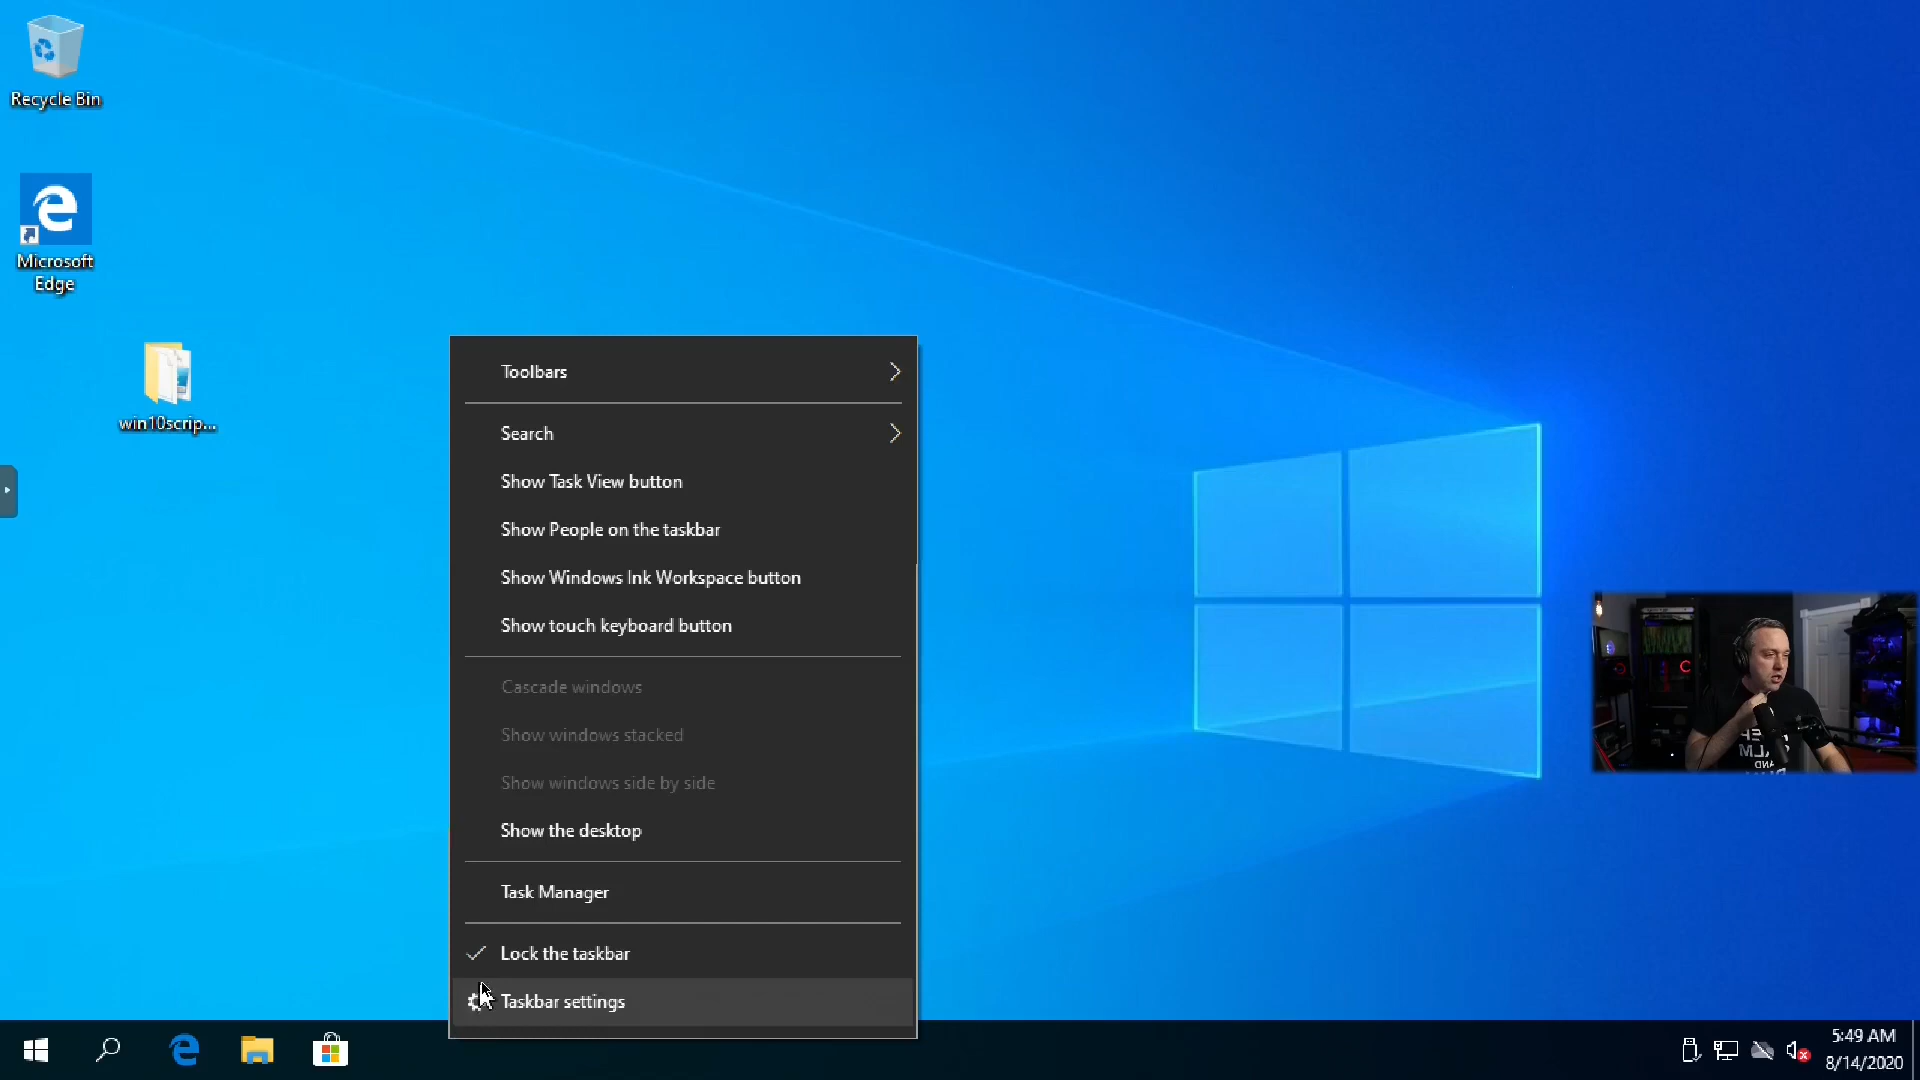 Recycle Bin
Microsoft
Edge
win10scrip...
Toolbars
Search
Show Task View button
Show People on the taskbar
Show Windows Ink Workspace button
Show touch keyboard button
Cascade windows
Show windows stacked
Show windows side by side
Show the desktop
Task Manager
Lock the taskbar
Taskbar settings
AND
5:49 AM
8/14/2020